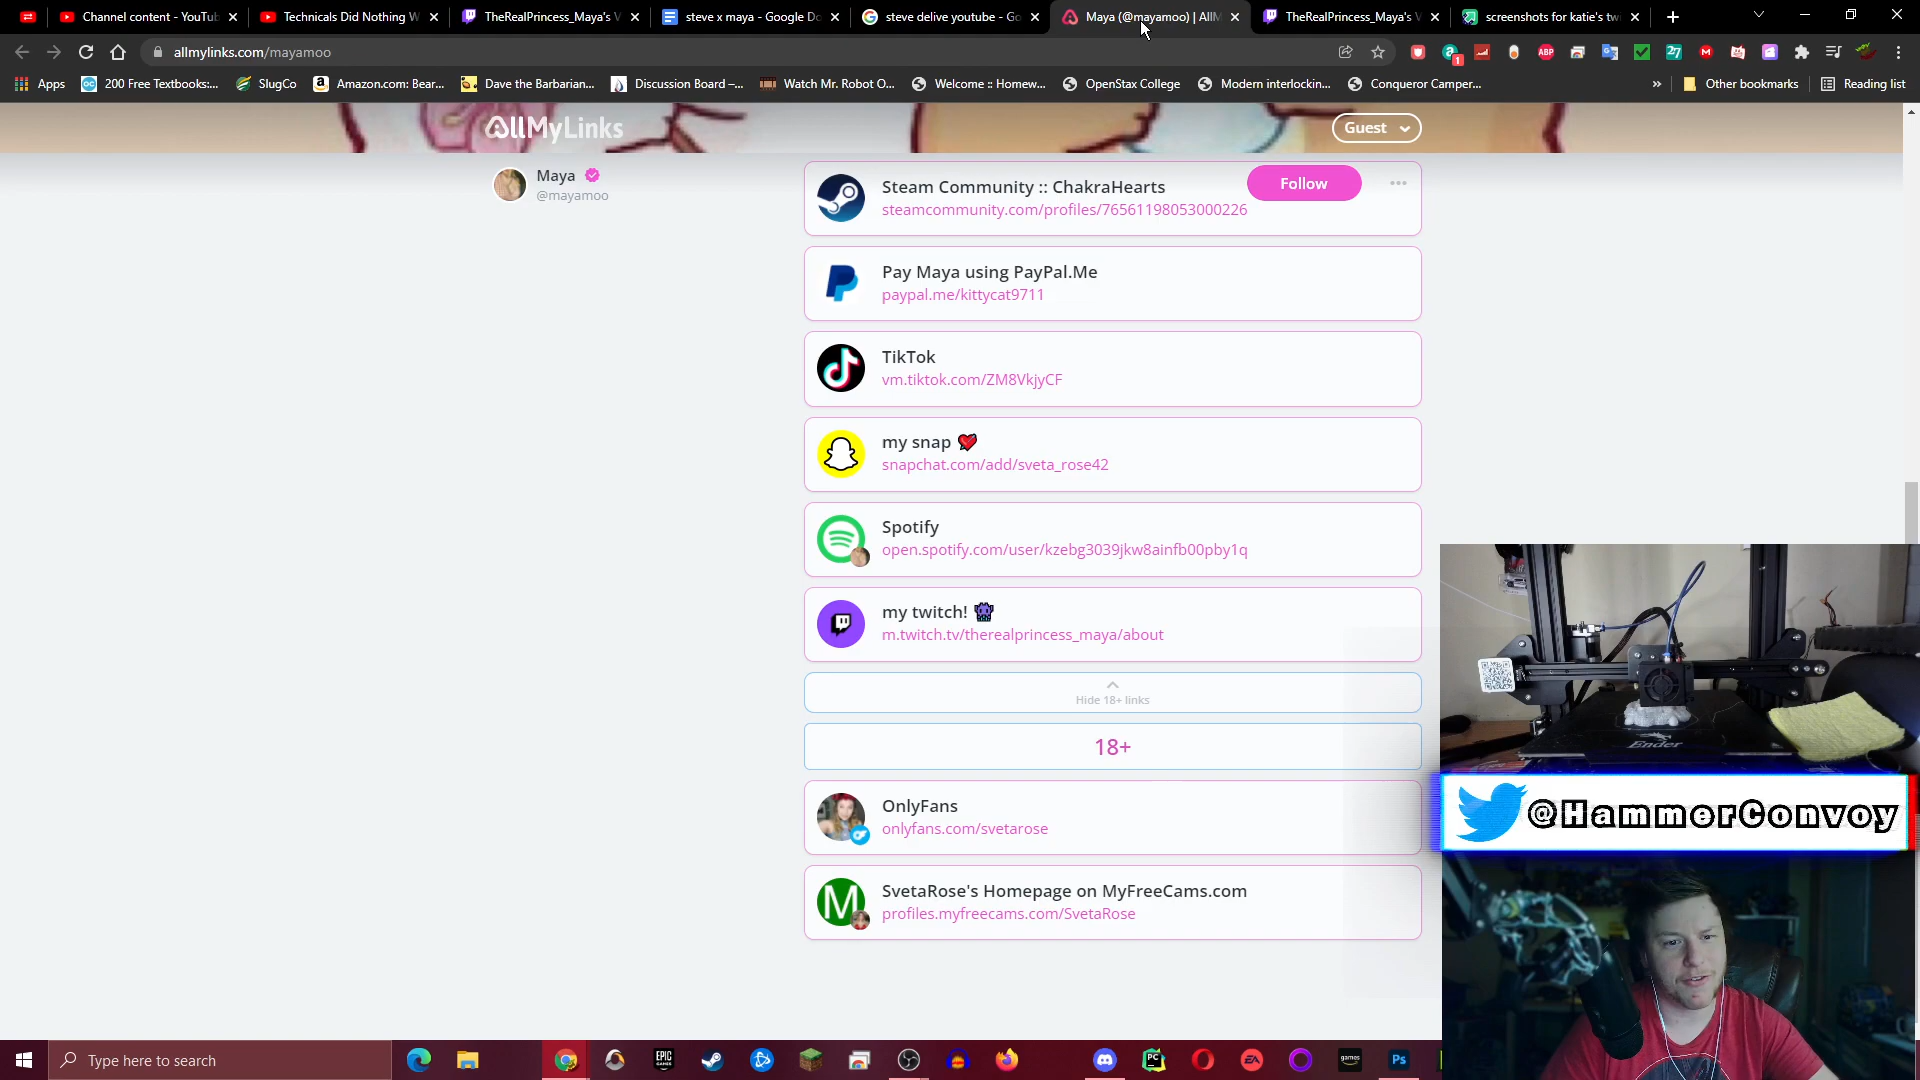 Channel content - YouTub
Technicals Did Nothing W
TheRealPrincess_Maya's V
steve x maya - Google Do
steve delive youtube - Go
Maya (@mayamoo) | AllM
TheRealPrincess_Maya's V
screenshots for katie's tw
allmylinks.com/mayamoo
Apps
200 Free Textbooks:...
SlugCo
Amazon.com: Bear...
Dave the Barbarian...
Discussion Board –...
Watch Mr. Robot O...
Welcome :: Homew...
OpenStax College
Modern interlockin...
Conqueror Camper...
»
Other bookmarks
Reading list
AllMyLinks
Guest
Maya
@mayamoo
Steam Community :: ChakraHearts
steamcommunity.com/profiles/76561198053000226
Follow
Pay Maya using PayPal.Me
paypal.me/kittycat9711
TikTok
vm.tiktok.com/ZM8VkjyCF
my snap
snapchat.com/add/sveta_rose42
Spotify
open.spotify.com/user/kzebg3039jkw8ainfb00pby1q
my twitch!
m.twitch.tv/therealprincess_maya/about
Hide 18+ links
18+
OnlyFans
onlyfans.com/svetarose
SvetaRose's Homepage on MyFreeCams.com
profiles.myfreecams.com/SvetaRose
Ender
@HammerConvoy
Type here to search